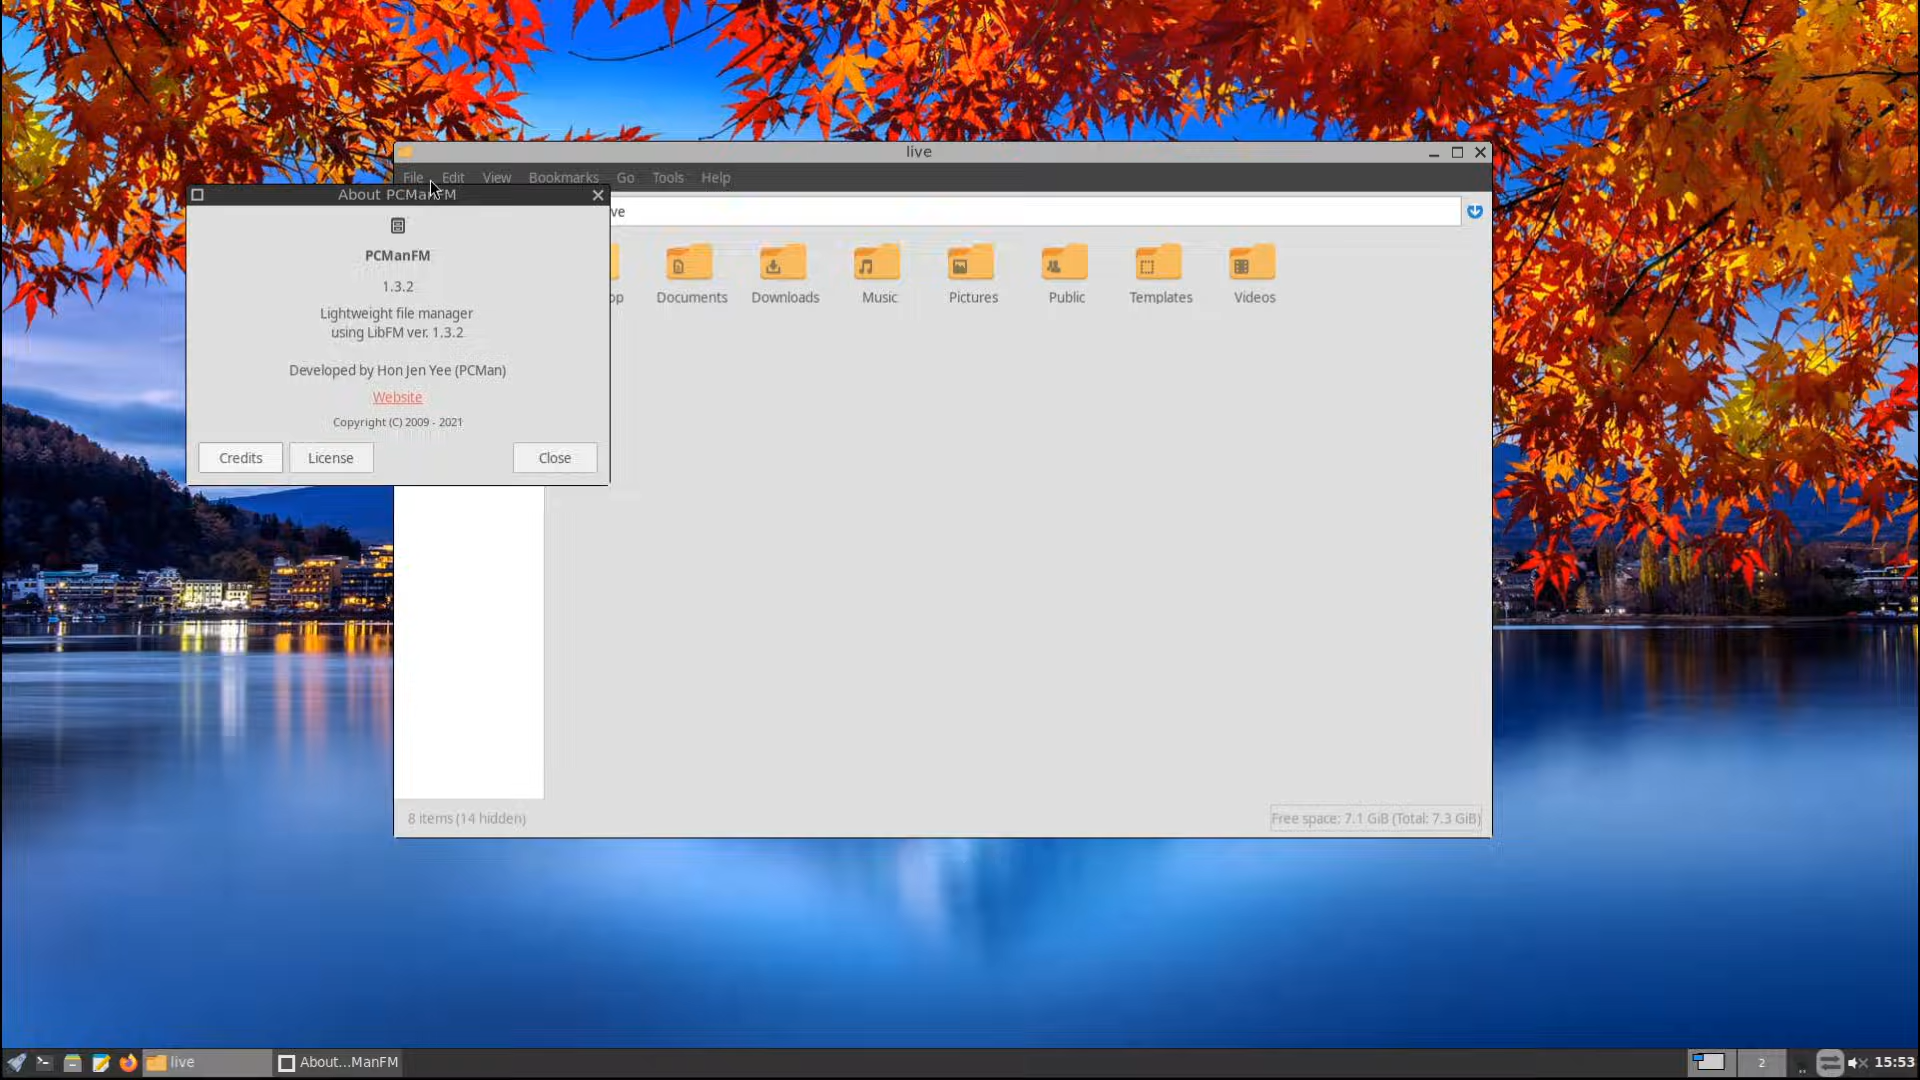 live
File Edit View Bookmarks Go Tools Help
About PCManFM
ve
PCManFM
1.3.2
Lightweight file manager
using LibFM ver. 1.3.2
Developed by Hon Jen Yee (PCMan)
Website
Copyright (C) 2009 - 2021
Credits License Close
op Documents Downloads Music Pictures Public Templates Videos
8 items (14 hidden) Free space: 7.1 GiB (Total: 7.3 GiB)
live About...ManFM 2 15:53